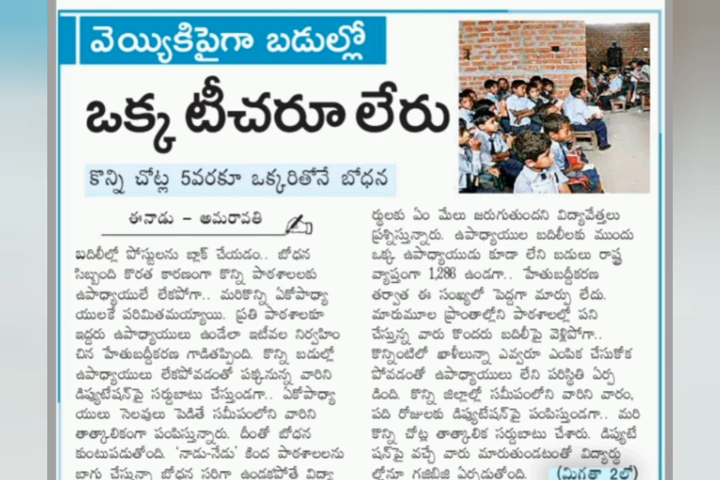 వెయ్యికిపైగా బడుల్లో
ఒక్క టీచరూ లేరు
కొన్ని చోట్ల 5వరకూ ఒక్కరితోనే బోధన
ఈనాడు - అమరావతి
బదిలీల్లో పోస్టులను బ్లాక్ చేయడం.. బోధన
సిబ్బంది కొరత కారణంగా కొన్ని పాఠశాలలకు
ఉపాధ్యాయులే లేకపోగా.. మరికొన్ని ఏకోపాధ్యా
యులకే పరిమితమయ్యాయి. ప్రతి పాఠశాలకూ
ఇద్దరు ఉపాధ్యాయులు ఉండేలా ఇటీవల నిర్వహిం
చిన హేతుబద్ధీకరణ గాడితప్పింది. కొన్ని బడుల్లో
ఉపాధ్యాయులు లేకపోవడంతో పక్కనున్న వారిని
డిప్యుటేషన్‌పై సర్దుబాటు చేస్తుండగా.. ఏకోపాధ్యా
యులు సెలవులు పెడితే సమీపంలోని వారిని
తాత్కాలికంగా పంపిస్తున్నారు. దీంతో బోధన
కుంటుపడుతోంది. 'నాడు-నేడు' కింద పాఠశాలలను
బాగు చేస్తున్నా బోధన సరిగా ఉండకపోతే విద్యా
ర్థులకు ఏం మేలు జరుగుతుందని విద్యావేత్తలు
ప్రశ్నిస్తున్నారు. ఉపాధ్యాయుల బదిలీలకు ముందు
ఒక్క ఉపాధ్యాయుడు కూడా లేని బడులు రాష్ట్ర
వ్యాప్తంగా 1,286 ఉండగా.. హేతుబద్ధీకరణ
తర్వాత ఈ సంఖ్యలో పెద్దగా మార్పు లేదు.
మారుమూల ప్రాంతాల్లోని పాఠశాలల్లో పని
చేస్తున్న వారు కొందరు బదిలీపై వెళ్లిపోగా..
కొన్నింటిలో ఖాళీలున్నా ఎవ్వరూ ఎంపిక చేసుకోక
పోవడంతో ఉపాధ్యాయులు లేని పరిస్థితి ఏర్ప
డింది. కొన్ని జిల్లాల్లో సమీపంలోని వారిని వారం,
పది రోజులకు డిప్యుటేషన్‌పై పంపిస్తుండగా.. మరి
కొన్ని చోట్ల తాత్కాలిక సర్దుబాటు చేశారు. డిప్యుటే
షన్‌పై వచ్చే వారు మారుతుండటంతో విద్యార్థు
ల్లోనూ గజిబిజి ఏర్పడుతోంది. (మిగతా 2లో)